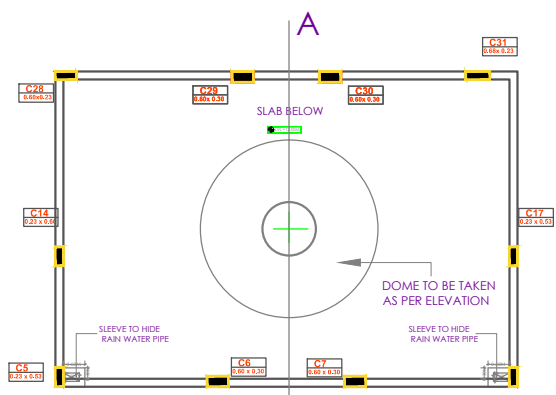 A
C31
0.68x 0.23
C28
0.60x0.23
C29
0.60x 0.30
C30
0.60x 0.30
SLAB BELOW
C14
0.23 x 0.60
C17
0.23 x 0.53
DOME TO BE TAKEN
AS PER ELEVATION
SLEEVE TO HIDE
RAIN WATER PIPE
SLEEVE TO HIDE
RAIN WATER PIPE
C5
0.23 x 0.53
C6
0.60 x 0.30
C7
0.60 x 0.30